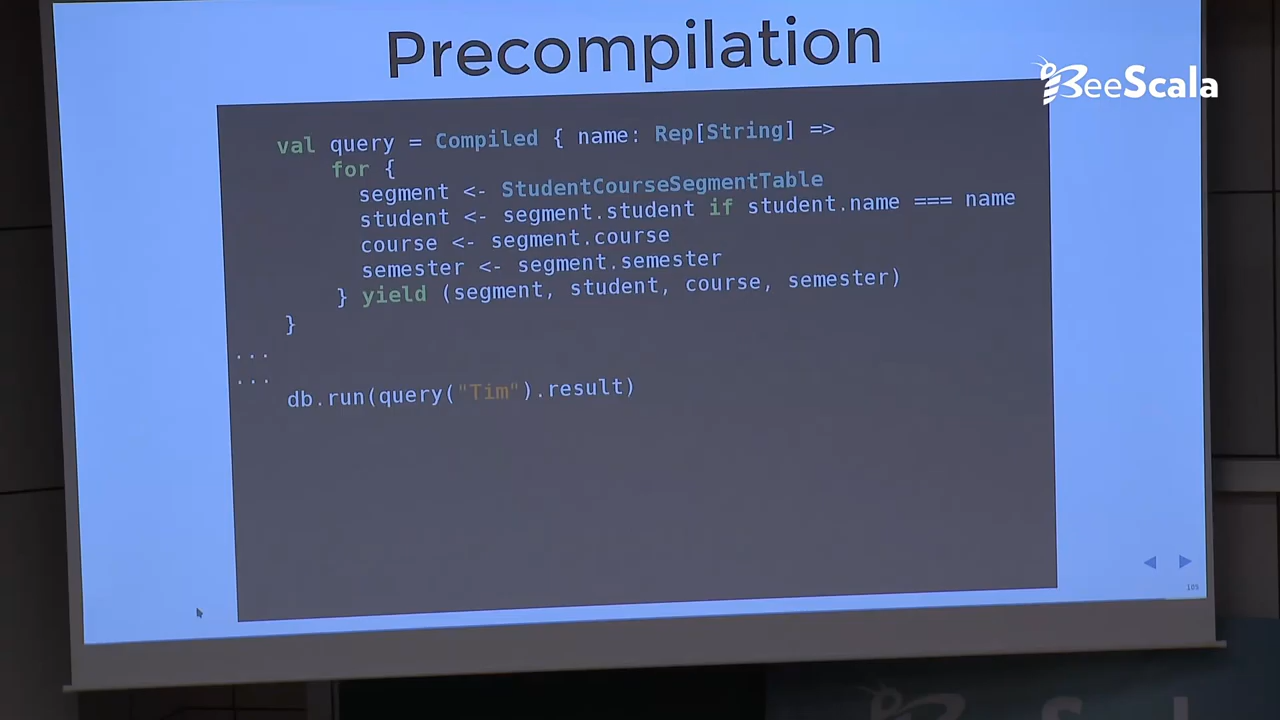 Precompilation
BeeScala
val query = Compiled { name: Rep[String] =>
for {
segment <- StudentCourseSegmentTable
student <- segment.student if student.name === name
course <- segment.course
semester <- segment.semester
} yield (segment, student, course, semester)
}
...
...
db.run(query("Tim").result)